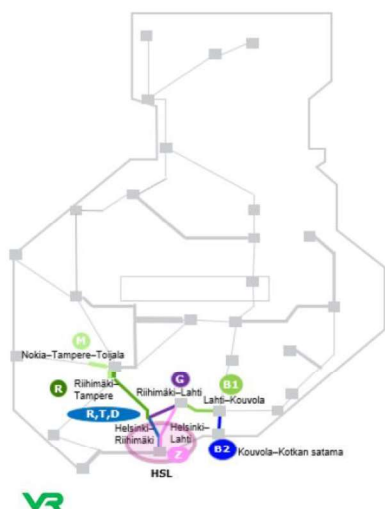 M
Nokia–Tampere–Toijala
R
Riihimäki–
Tampere
G
Riihimäki–Lahti
B1
Lahti–Kouvola
R,T,D
Helsinki–
Riihimäki
Helsinki–
Lahti
Z
B2
Kouvola–Kotkan satama
HSL
VR